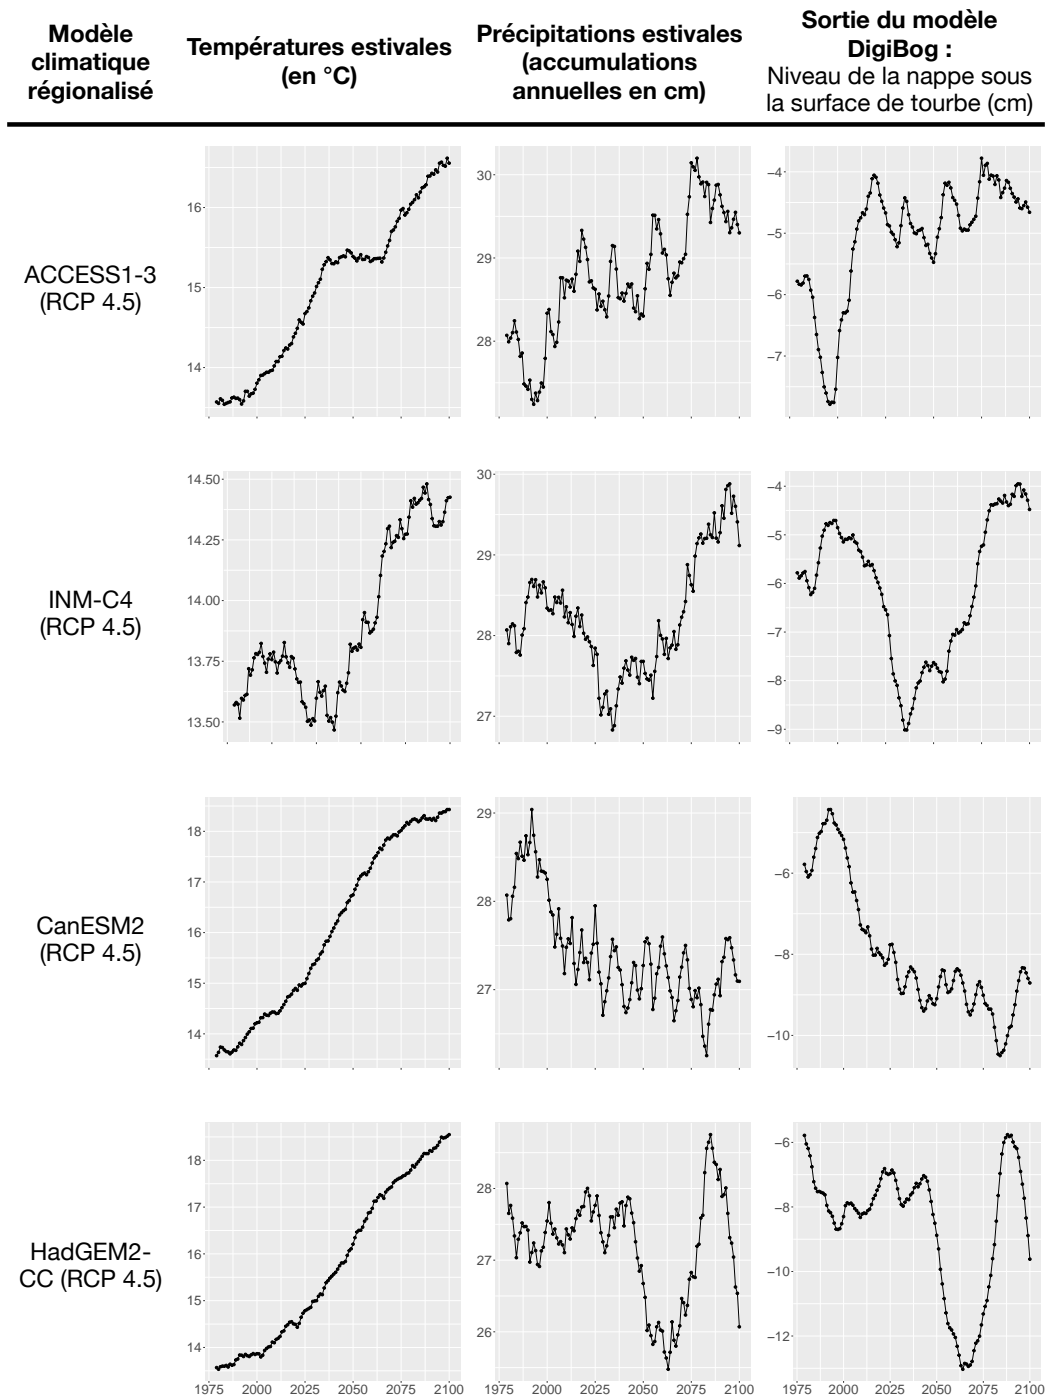 Modèle
climatique
régionalisé
Températures estivales
(en °C)
Précipitations estivales
(accumulations
annuelles en cm)
Sortie du modèle
DigiBog :
Niveau de la nappe sous
la surface de tourbe (cm)
ACCESS1-3
(RCP 4.5)
16
15
14
30
29
28
−4
−5
−6
−7
INM-C4
(RCP 4.5)
14.50
14.25
14.00
13.75
13.50
30
29
28
27
−4
−5
−6
−7
−8
−9
CanESM2
(RCP 4.5)
18
17
16
15
14
29
28
27
−6
−8
−10
HadGEM2-
CC (RCP 4.5)
18
17
16
15
14
28
27
26
−6
−8
−10
−12
1975 2000 2025 2050 2075 2100
1975 2000 2025 2050 2075 2100
1975 2000 2025 2050 2075 2100